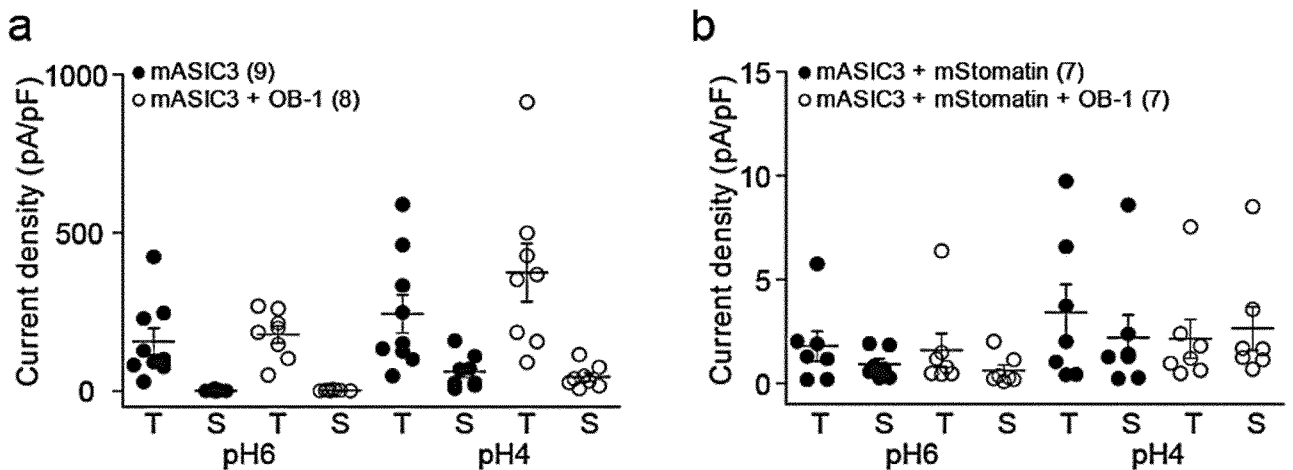 a
Current density (pA/pF)
1000
500
0
mASIC3 (9)
mASIC3 + OB-1 (8)
T S T S T S T S
pH6 pH4
b
Current density (pA/pF)
15
10
5
0
mASIC3 + mStomatin (7)
mASIC3 + mStomatin + OB-1 (7)
T S T S T S T S
pH6 pH4